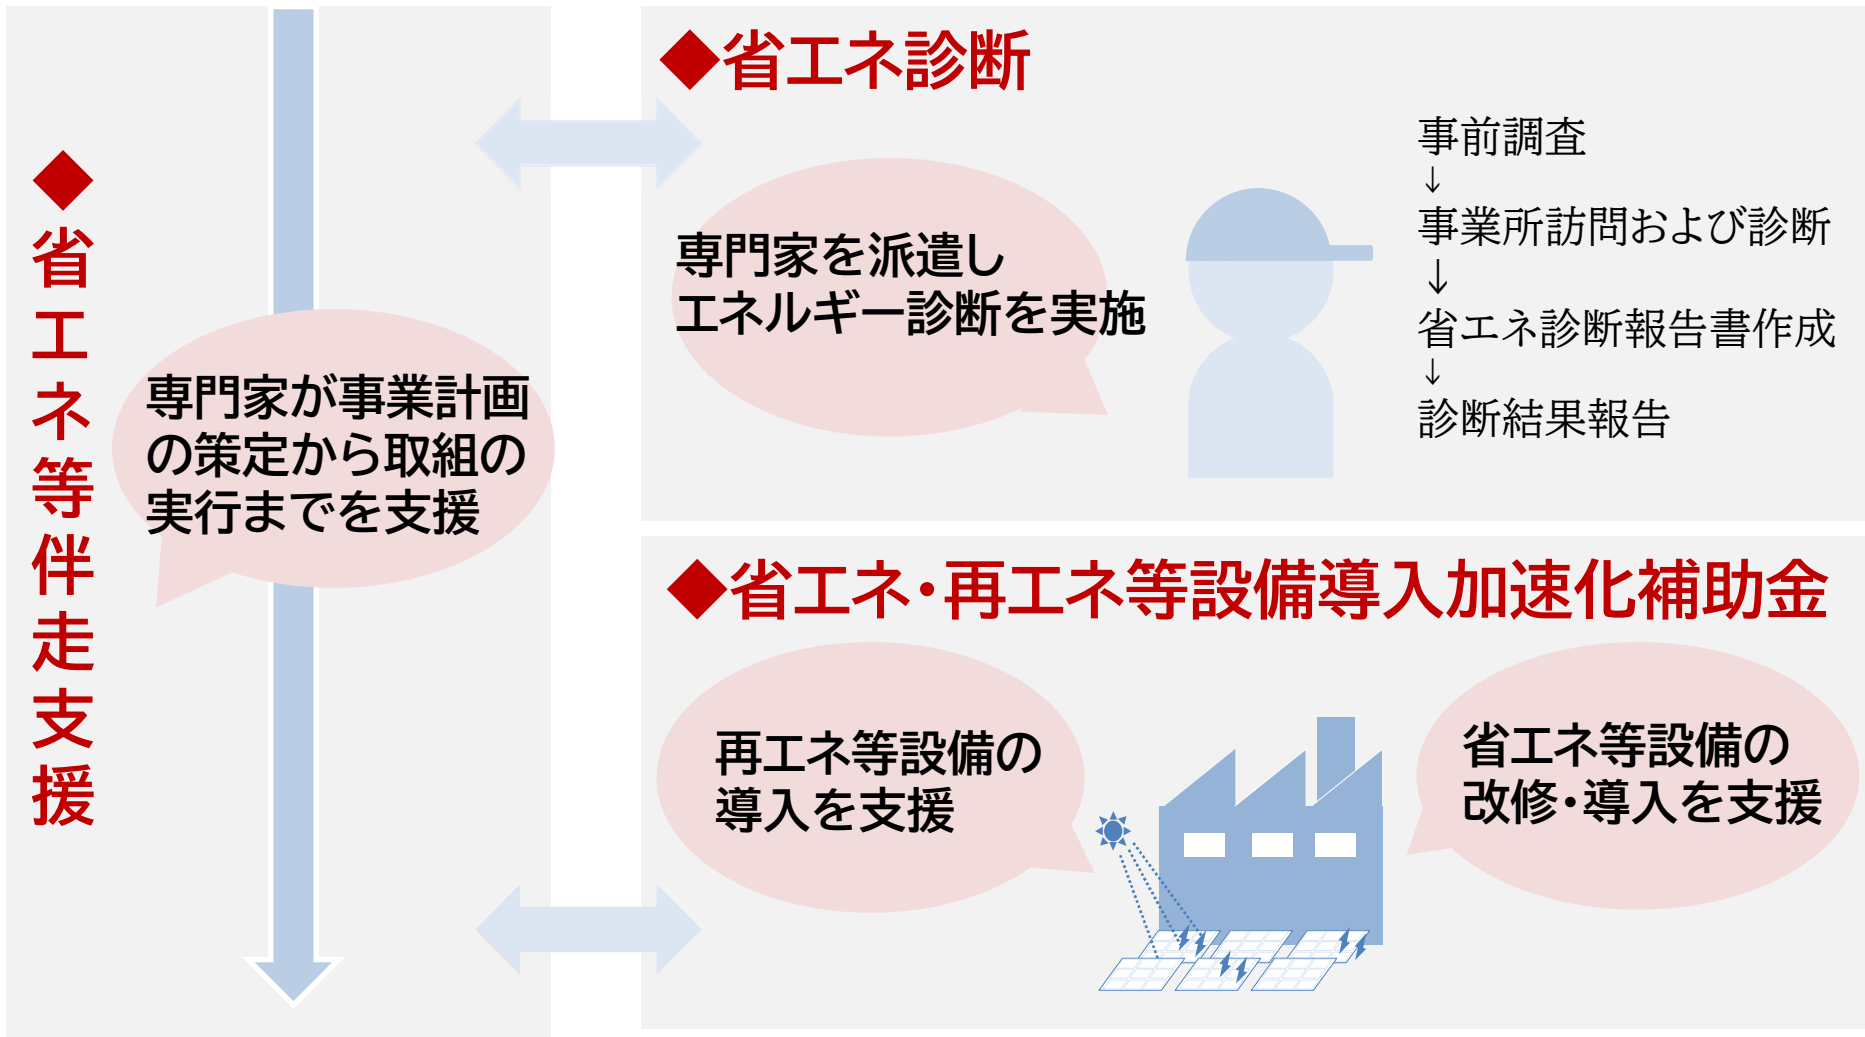 ◆省エネ等伴走支援
専門家が事業計画
の策定から取組の
実行までを支援
◆省エネ診断
専門家を派遣し
エネルギー診断を実施
事前調査
↓
事業所訪問および診断
↓
省エネ診断報告書作成
↓
診断結果報告
◆省エネ・再エネ等設備導入加速化補助金
再エネ等設備の
導入を支援
省エネ等設備の
改修・導入を支援